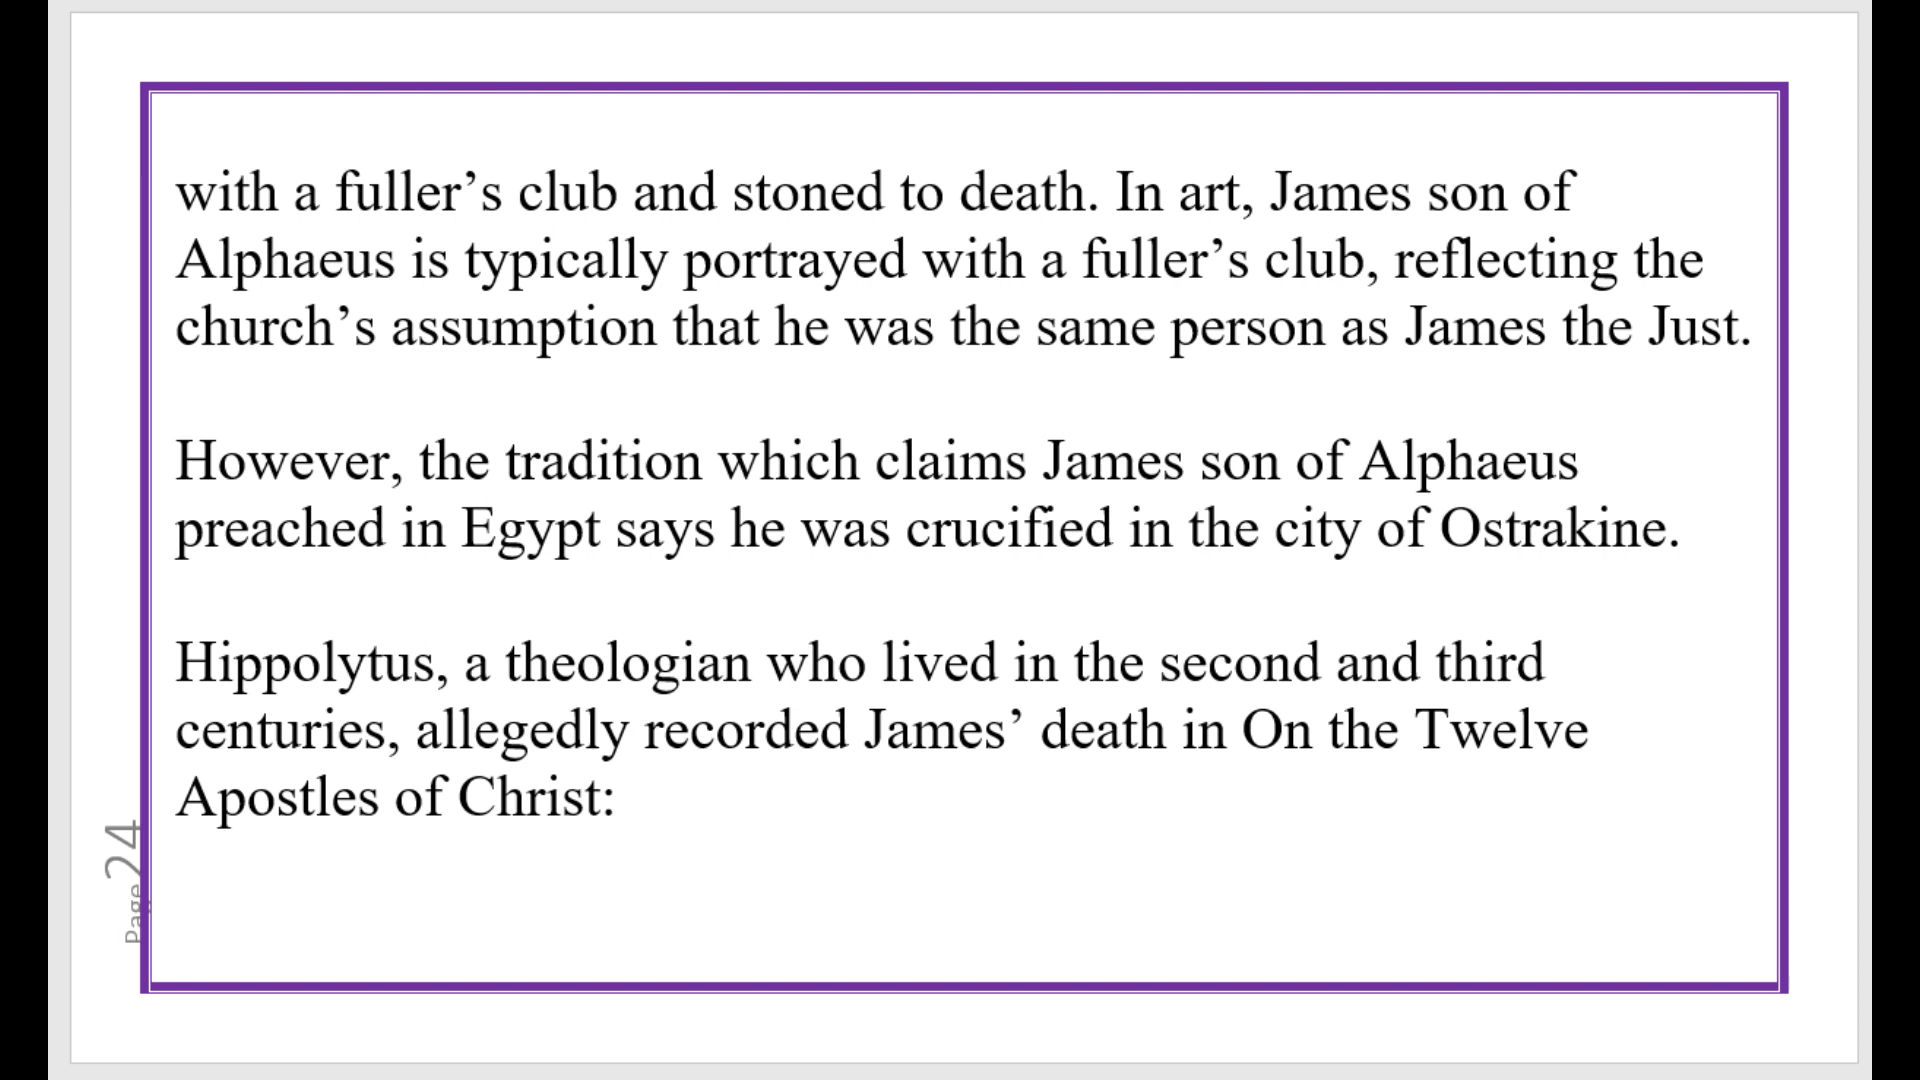 with a fuller’s club and stoned to death. In art, James son of
Alphaeus is typically portrayed with a fuller’s club, reflecting the
church’s assumption that he was the same person as James the Just.
However, the tradition which claims James son of Alphaeus
preached in Egypt says he was crucified in the city of Ostrakine.
Hippolytus, a theologian who lived in the second and third
centuries, allegedly recorded James’ death in On the Twelve
Apostles of Christ:
Page 24